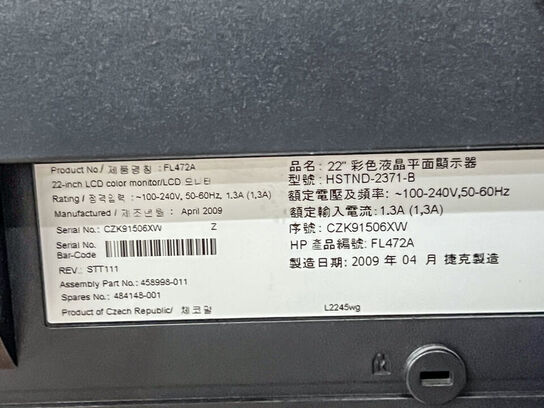 Product No/ 제품명칭 : FL472A
22-inch LCD color monitor/LCD 모니터
Rating / 정격입력 : ~100-240V, 50-60Hz, 1.3A (1,3A)
Manufactured / 제조년월 : April 2009
Serial No.: CZK91506XW Z
Serial No.
Bar-Code
REV.: STT111
Assembly Part No.: 458998-011
Spares No.: 484148-001
Product of Czech Republic/ 체코말
品名: 22" 彩色液晶平面顯示器
型號: HSTND-2371-B
額定電壓及頻率: ~100-240V,50-60Hz
額定輸入電流: 1.3A (1,3A)
序號: CZK91506XW
HP 產品編號: FL472A
製造日期: 2009 年 04 月 捷克製造
L2245wg